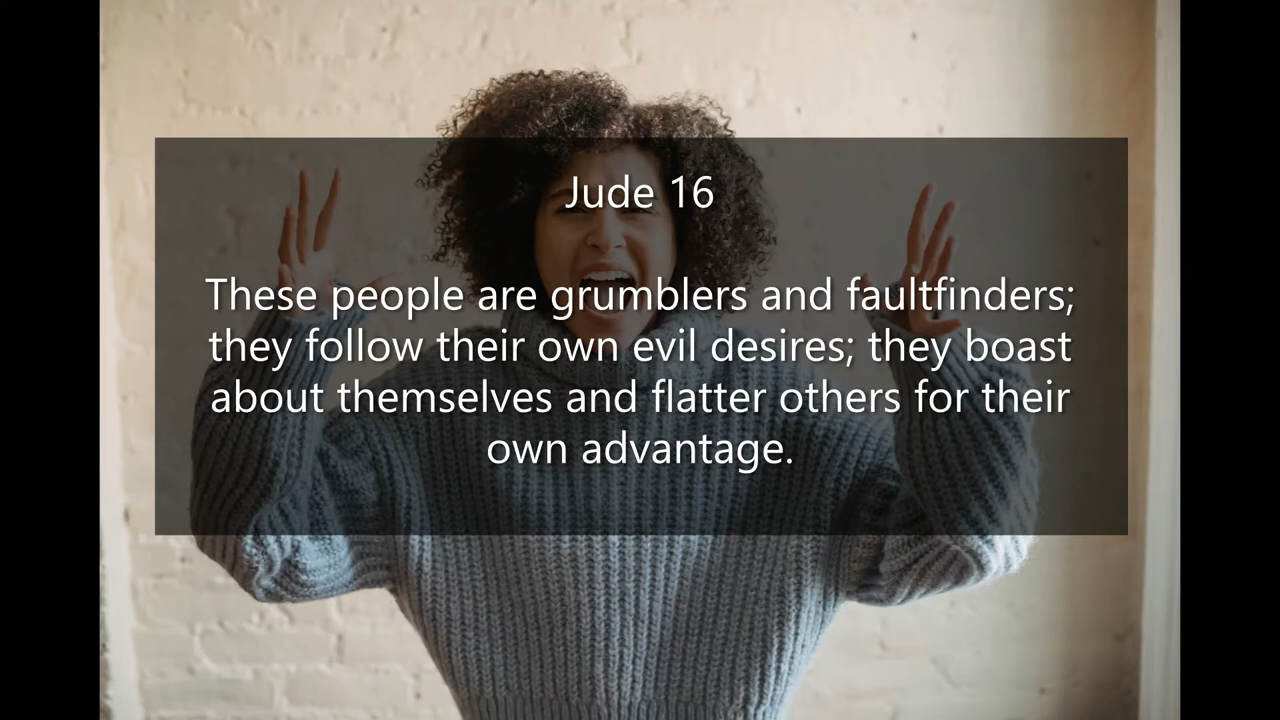 Jude 16
These people are grumblers and faultfinders;
they follow their own evil desires; they boast
about themselves and flatter others for their
own advantage.